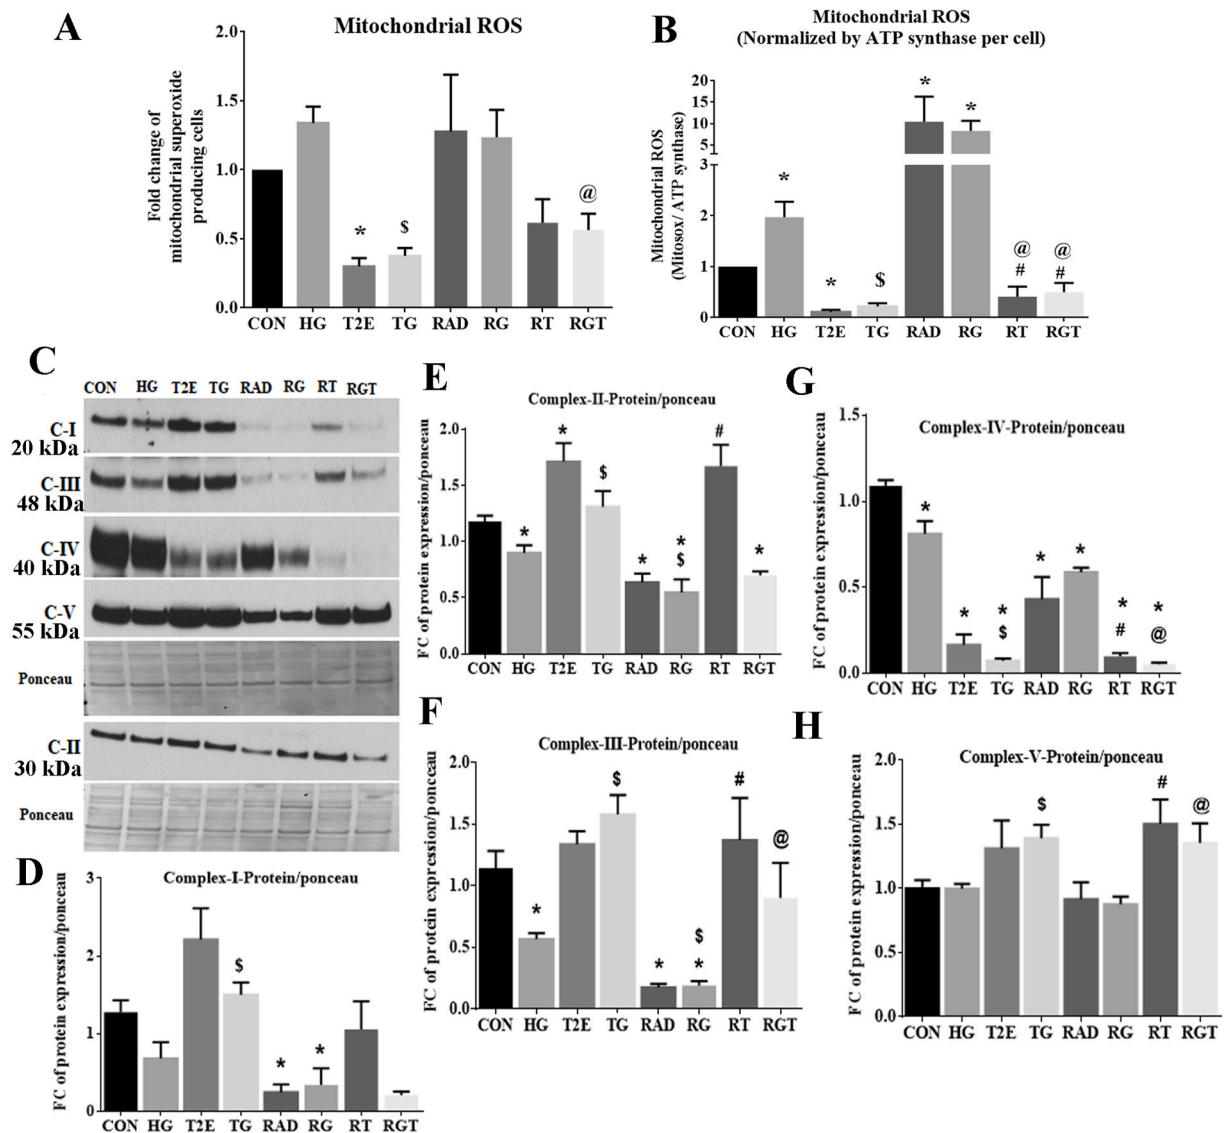 A
Mitochondrial ROS
Fold change of
mitochondrial superoxide
producing cells
2.0
1.5
1.0
0.5
0.0
*
$
@
CON HG T2E TG RAD RG RT RGT
B
Mitochondrial ROS
(Normalized by ATP synthase per cell)
Mitochondrial ROS
(Mitosox/ ATP synthase)
20
15
10
5
3
2
1
0
*
*
$
*
*
@
#
@
#
CON HG T2E TG RAD RG RT RGT
C
CON HG T2E TG RAD RG RT RGT
C-I
20 kDa
C-III
48 kDa
C-IV
40 kDa
C-V
55 kDa
Ponceau
C-II
30 kDa
Ponceau
D
Complex-I-Protein/ponceau
FC of protein expression/ponceau
3
2
1
0
$
*
*
CON HG T2E TG RAD RG RT RGT
E
Complex-II-Protein/ponceau
FC of protein expression/ponceau
2.0
1.5
1.0
0.5
0.0
*
*
$
*
*
$
#
*
CON HG T2E TG RAD RG RT RGT
F
Complex-III-Protein/ponceau
FC of protein expression/ponceau
2.0
1.5
1.0
0.5
0.0
*
$
*
$
*
#
@
CON HG T2E TG RAD RG RT RGT
G
Complex-IV-Protein/ponceau
FC of protein expression/ponceau
1.5
1.0
0.5
0.0
*
*
*
$
*
*
*
#
*
@
CON HG T2E TG RAD RG RT RGT
H
Complex-V-Protein/ponceau
FC of protein expression/ponceau
2.0
1.5
1.0
0.5
0.0
$
#
@
CON HG T2E TG RAD RG RT RGT